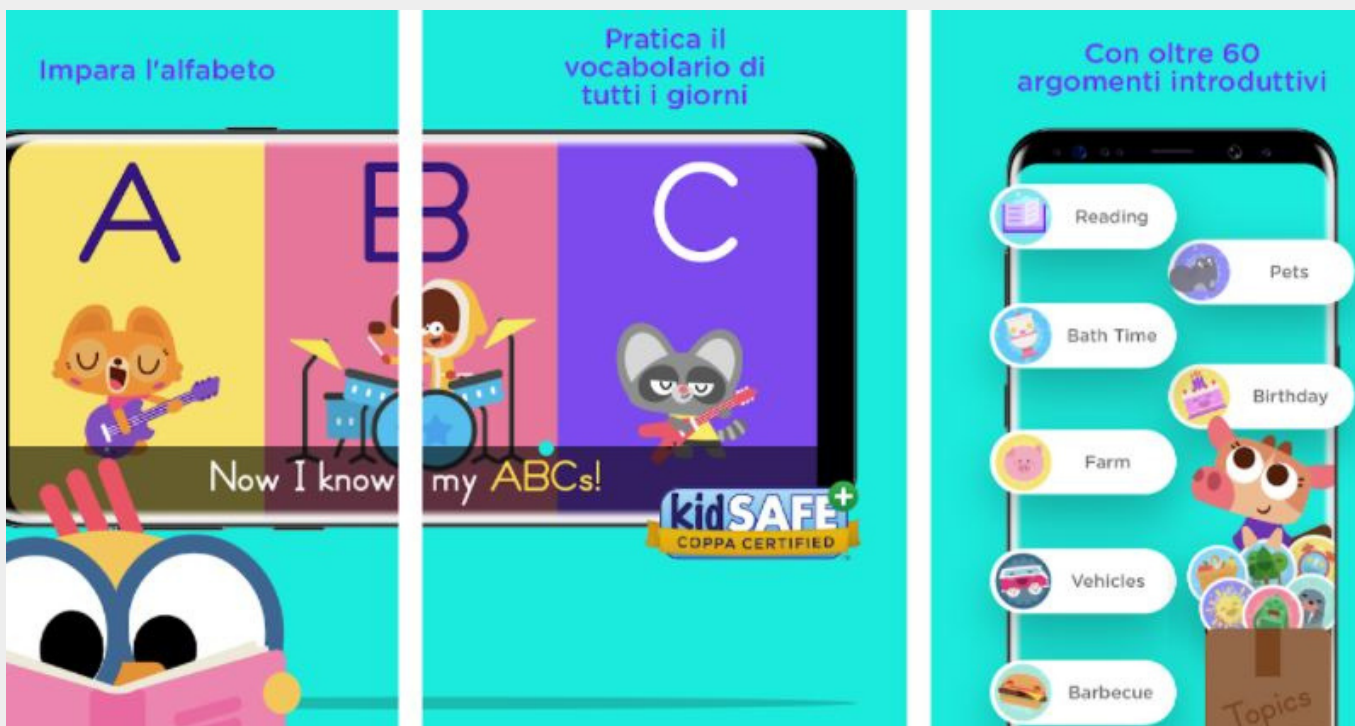 Impara l'alfabeto
A
B
Now I know my ABCs!
Pratica il
vocabolario di
tutti i giorni
C
kidSAFE+
COPPA CERTIFIED
Con oltre 60
argomenti introduttivi
Reading
Pets
Bath Time
Birthday
Farm
Vehicles
Barbecue
Topics